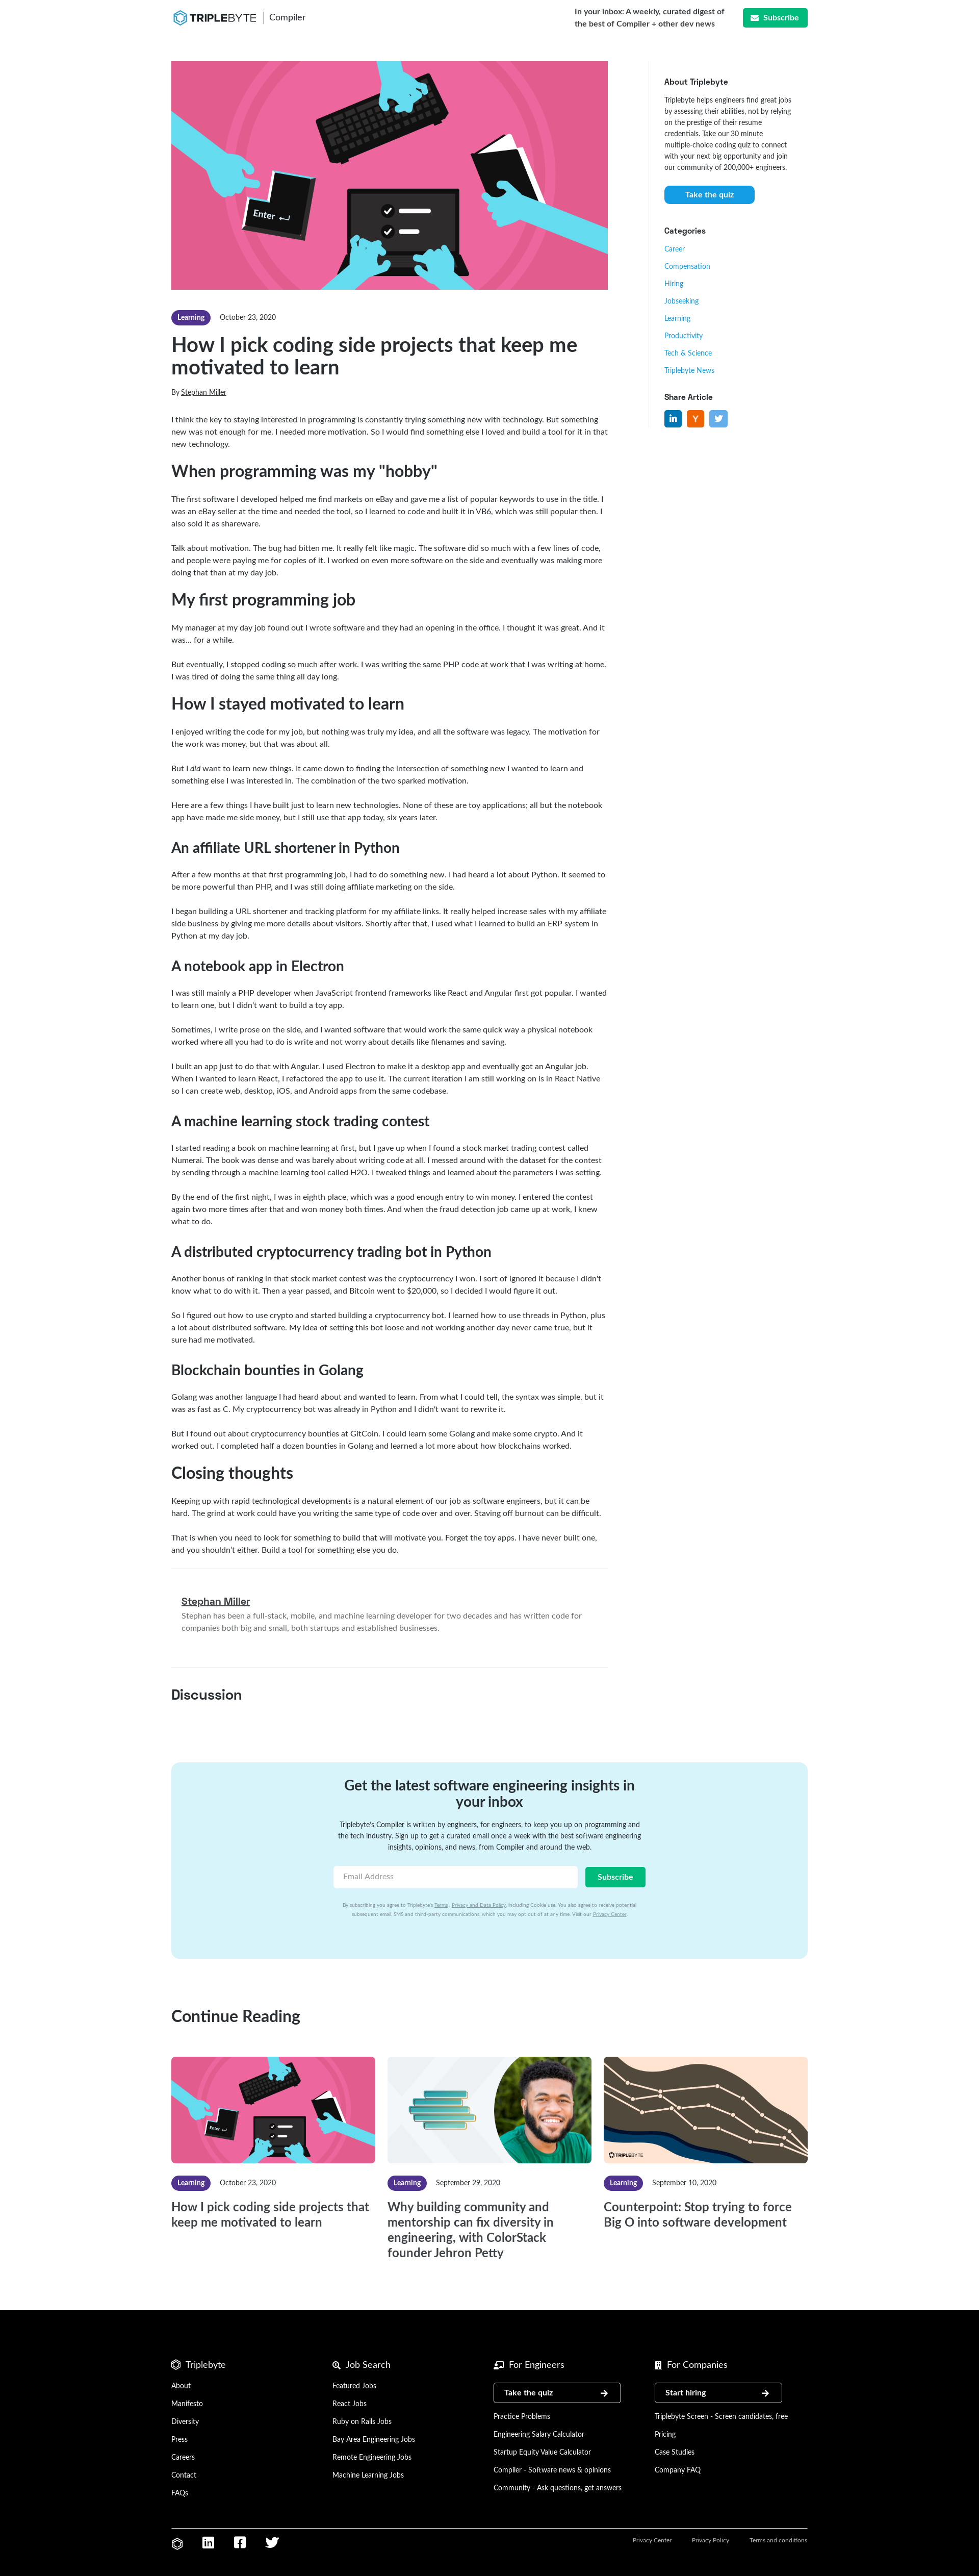 TRIPLEBYTE | Compiler
In your inbox: A weekly, curated digest of
the best of Compiler + other dev news
Subscribe
Enter
Learning October 23, 2020
How I pick coding side projects that keep me
motivated to learn
By Stephan Miller
I think the key to staying interested in programming is constantly trying something new with technology. But something
new was not enough for me. I needed more motivation. So I would find something else I loved and build a tool for it in that
new technology.
When programming was my "hobby"
The first software I developed helped me find markets on eBay and gave me a list of popular keywords to use in the title. I
was an eBay seller at the time and needed the tool, so I learned to code and built it in VB6, which was still popular then. I
also sold it as shareware.
Talk about motivation. The bug had bitten me. It really felt like magic. The software did so much with a few lines of code,
and people were paying me for copies of it. I worked on even more software on the side and eventually was making more
doing that than at my day job.
My first programming job
My manager at my day job found out I wrote software and they had an opening in the office. I thought it was great. And it
was... for a while.
But eventually, I stopped coding so much after work. I was writing the same PHP code at work that I was writing at home.
I was tired of doing the same thing all day long.
How I stayed motivated to learn
I enjoyed writing the code for my job, but nothing was truly my idea, and all the software was legacy. The motivation for
the work was money, but that was about all.
But I did want to learn new things. It came down to finding the intersection of something new I wanted to learn and
something else I was interested in. The combination of the two sparked motivation.
Here are a few things I have built just to learn new technologies. None of these are toy applications; all but the notebook
app have made me side money, but I still use that app today, six years later.
An affiliate URL shortener in Python
After a few months at that first programming job, I had to do something new. I had heard a lot about Python. It seemed to
be more powerful than PHP, and I was still doing affiliate marketing on the side.
I began building a URL shortener and tracking platform for my affiliate links. It really helped increase sales with my affiliate
side business by giving me more details about visitors. Shortly after that, I used what I learned to build an ERP system in
Python at my day job.
A notebook app in Electron
I was still mainly a PHP developer when JavaScript frontend frameworks like React and Angular first got popular. I wanted
to learn one, but I didn't want to build a toy app.
Sometimes, I write prose on the side, and I wanted software that would work the same quick way a physical notebook
worked where all you had to do is write and not worry about details like filenames and saving.
I built an app just to do that with Angular. I used Electron to make it a desktop app and eventually got an Angular job.
When I wanted to learn React, I refactored the app to use it. The current iteration I am still working on is in React Native
so I can create web, desktop, iOS, and Android apps from the same codebase.
A machine learning stock trading contest
I started reading a book on machine learning at first, but I gave up when I found a stock market trading contest called
Numerai. The book was dense and was barely about writing code at all. I messed around with the dataset for the contest
by sending through a machine learning tool called H2O. I tweaked things and learned about the parameters I was setting.
By the end of the first night, I was in eighth place, which was a good enough entry to win money. I entered the contest
again two more times after that and won money both times. And when the fraud detection job came up at work, I knew
what to do.
A distributed cryptocurrency trading bot in Python
Another bonus of ranking in that stock market contest was the cryptocurrency I won. I sort of ignored it because I didn't
know what to do with it. Then a year passed, and Bitcoin went to $20,000, so I decided I would figure it out.
So I figured out how to use crypto and started building a cryptocurrency bot. I learned how to use threads in Python, plus
a lot about distributed software. My idea of setting this bot loose and not working another day never came true, but it
sure had me motivated.
Blockchain bounties in Golang
Golang was another language I had heard about and wanted to learn. From what I could tell, the syntax was simple, but it
was as fast as C. My cryptocurrency bot was already in Python and I didn't want to rewrite it.
But I found out about cryptocurrency bounties at GitCoin. I could learn some Golang and make some crypto. And it
worked out. I completed half a dozen bounties in Golang and learned a lot more about how blockchains worked.
Closing thoughts
Keeping up with rapid technological developments is a natural element of our job as software engineers, but it can be
hard. The grind at work could have you writing the same type of code over and over. Staving off burnout can be difficult.
That is when you need to look for something to build that will motivate you. Forget the toy apps. I have never built one,
and you shouldn't either. Build a tool for something else you do.
Stephan Miller
Stephan has been a full-stack, mobile, and machine learning developer for two decades and has written code for
companies both big and small, both startups and established businesses.
Discussion
About Triplebyte
Triplebyte helps engineers find great jobs
by assessing their abilities, not by relying
on the prestige of their resume
credentials. Take our 30 minute
multiple-choice coding quiz to connect
with your next big opportunity and join
our community of 200,000+ engineers.
Take the quiz
Categories
Career
Compensation
Hiring
Jobseeking
Learning
Productivity
Tech & Science
Triplebyte News
Share Article
Get the latest software engineering insights in
your inbox
Triplebyte's Compiler is written by engineers, for engineers, to keep you up on programming and
the tech industry. Sign up to get a curated email once a week with the best software engineering
insights, opinions, and news, from Compiler and around the web.
Email Address
Subscribe
By subscribing you agree to Triplebyte's Terms , Privacy and Data Policy, including Cookie use. You also agree to receive potential
subsequent email, SMS and third-party communications, which you may opt out of at any time. Visit our Privacy Center.
Continue Reading
Enter
TRIPLEBYTE
Learning October 23, 2020
How I pick coding side projects that
keep me motivated to learn
Learning September 29, 2020
Why building community and
mentorship can fix diversity in
engineering, with ColorStack
founder Jehron Petty
Learning September 10, 2020
Counterpoint: Stop trying to force
Big O into software development
Triplebyte
About
Manifesto
Diversity
Press
Careers
Contact
FAQs
Job Search
Featured Jobs
React Jobs
Ruby on Rails Jobs
Bay Area Engineering Jobs
Remote Engineering Jobs
Machine Learning Jobs
For Engineers
Take the quiz
Practice Problems
Engineering Salary Calculator
Startup Equity Value Calculator
Compiler - Software news & opinions
Community - Ask questions, get answers
For Companies
Start hiring
Triplebyte Screen - Screen candidates, free
Pricing
Case Studies
Company FAQ
Privacy Center Privacy Policy Terms and conditions